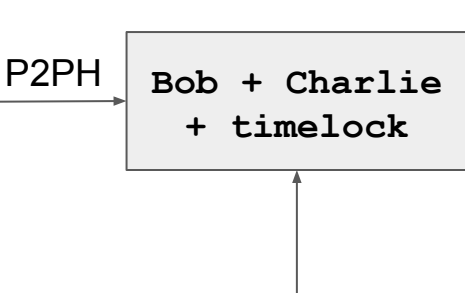 P2PH
Bob + Charlie
+ timelock